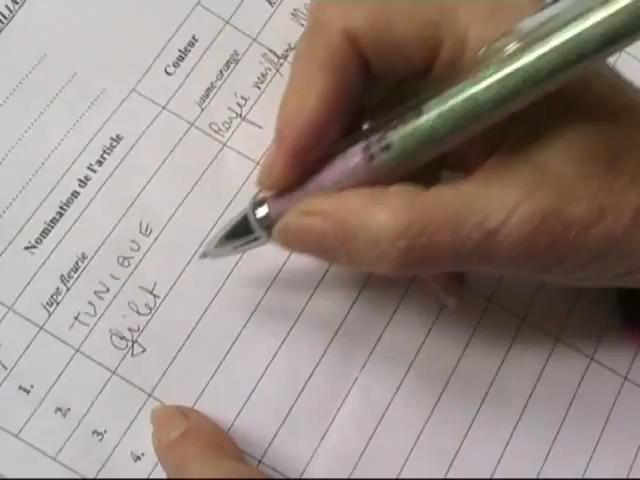 Nomination de l'article Couleur
1. jupe fleurie jaune-orange
2. TUNIQUE
3. Gilet
4.